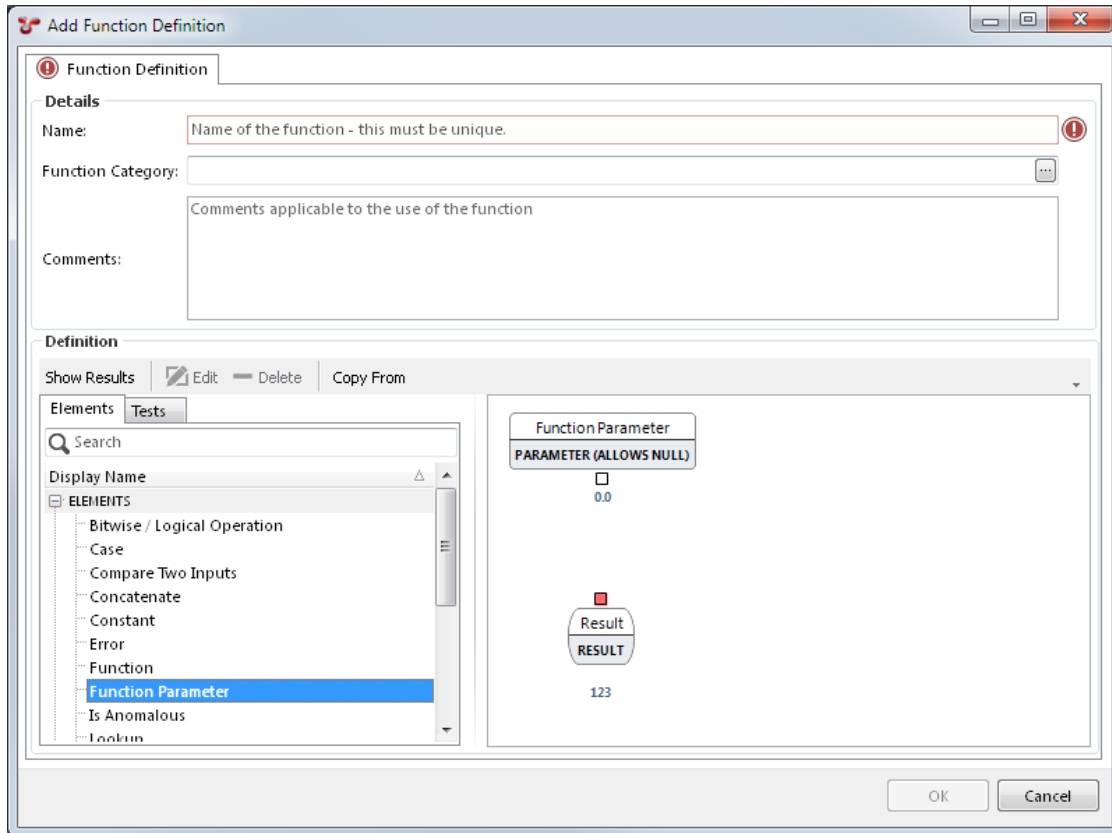 Add Function Definition
Function Definition
Details
Name:
Name of the function - this must be unique.
Function Category:
...
Comments:
Comments applicable to the use of the function
Definition
Show Results
Edit
Delete
Copy From
Elements
Tests
Search
Display Name
ELEMENTS
Bitwise / Logical Operation
Case
Compare Two Inputs
Concatenate
Constant
Error
Function
Function Parameter
Is Anomalous
Lookup
Function Parameter
PARAMETER (ALLOWS NULL)
0.0
Result
RESULT
123
OK
Cancel